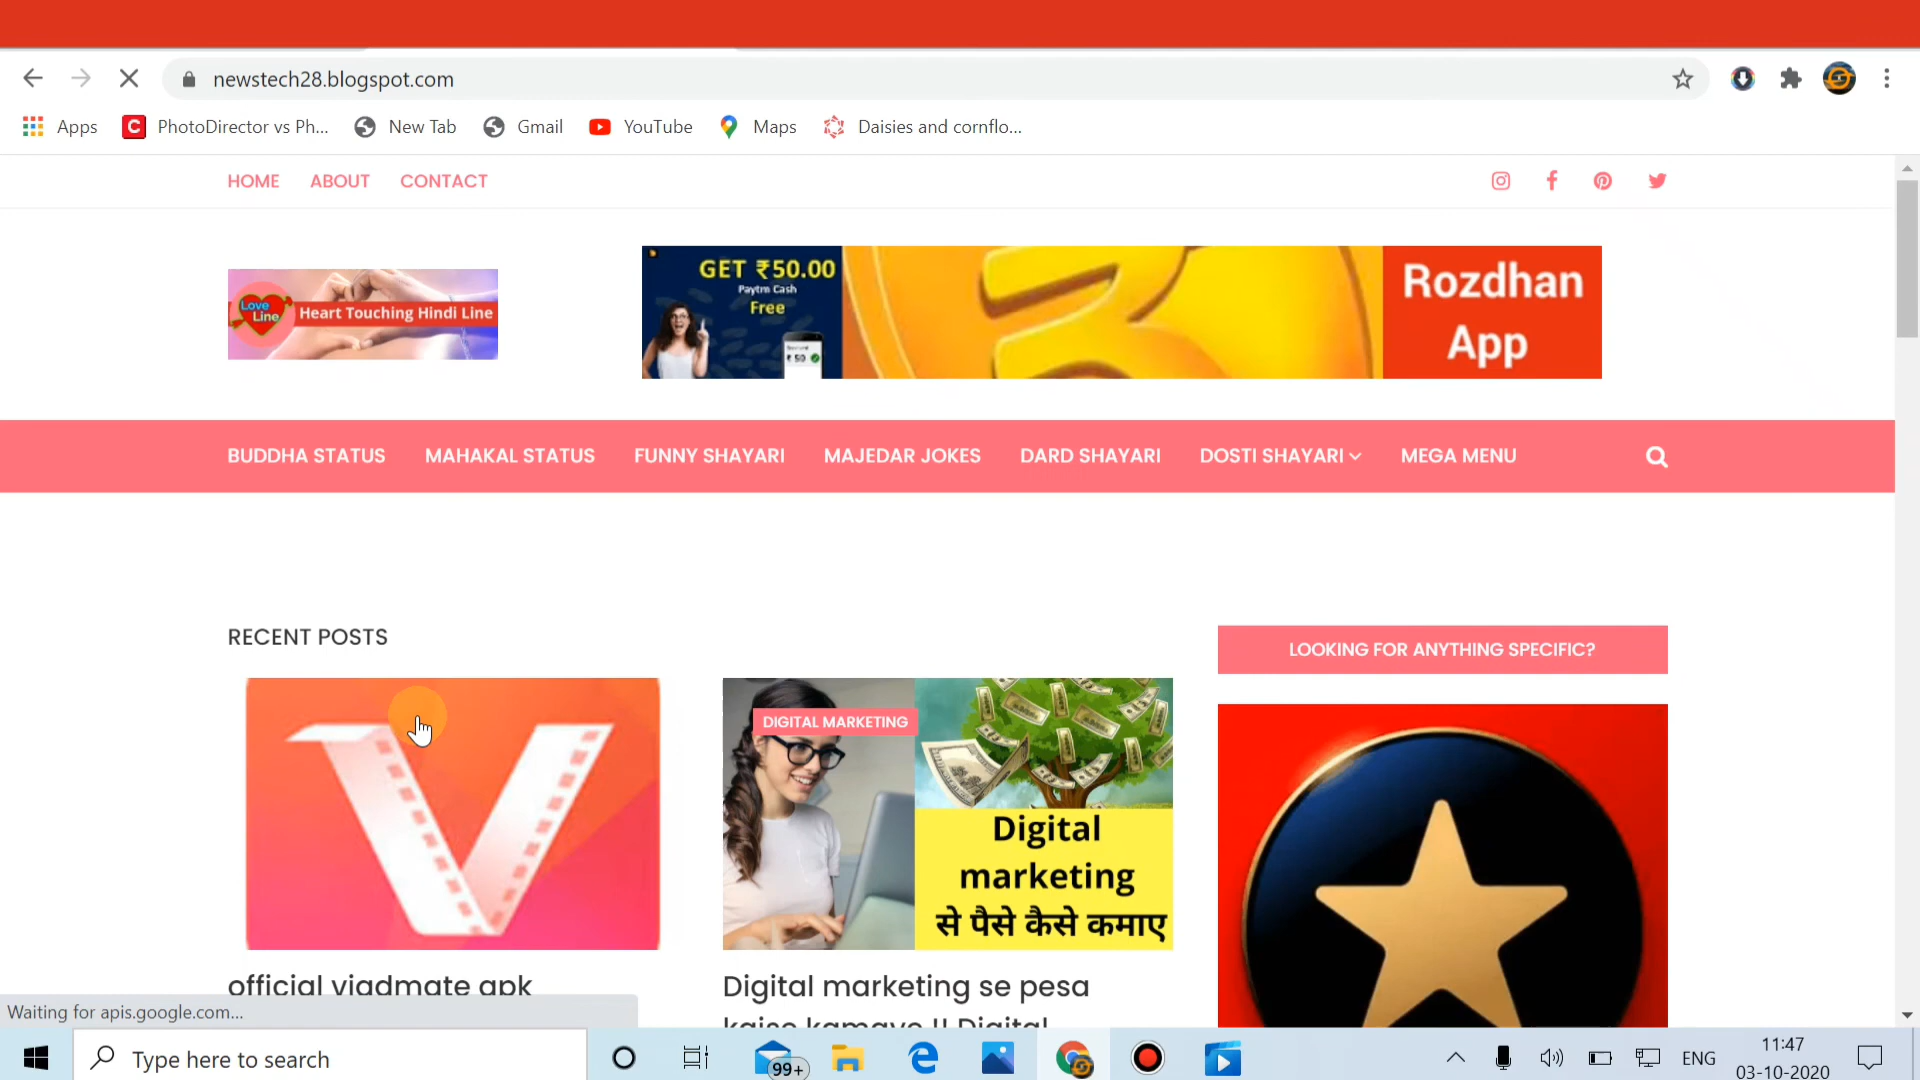 newstech28.blogspot.com
Apps
PhotoDirector vs Ph...
New Tab
Gmail
YouTube
Maps
Daisies and cornflo...
HOME
ABOUT
CONTACT
Love
Line
Heart Touching Hindi Line
GET ₹50.00
Paytm Cash
Free
₹ 50
Rozdhan
App
BUDDHA STATUS
MAHAKAL STATUS
FUNNY SHAYARI
MAJEDAR JOKES
DARD SHAYARI
DOSTI SHAYARI
MEGA MENU
RECENT POSTS
LOOKING FOR ANYTHING SPECIFIC?
DIGITAL MARKETING
Digital
marketing
से पैसे कैसे कमाए
official viadmate apk
Digital marketing se pesa
kaise kamaye !! Digital
Waiting for apis.google.com...
Type here to search
99+
ENG
11:47
03-10-2020